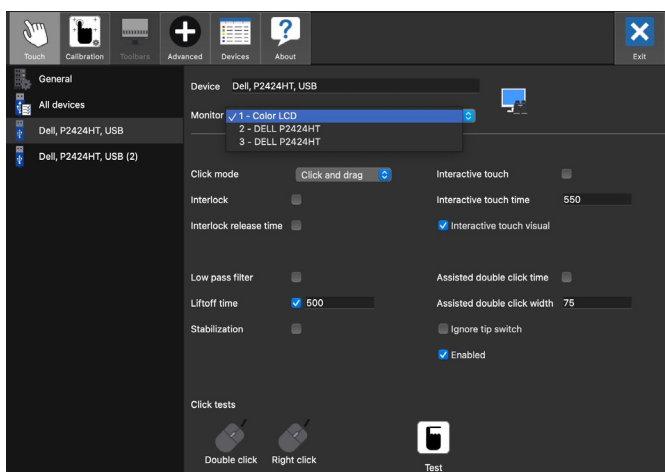 Touch Calibration Toolbars Advanced Devices About Exit
General
All devices
Dell, P2424HT, USB
Dell, P2424HT, USB (2)
Device Dell, P2424HT, USB
Monitor ✓ 1 - Color LCD
2 - DELL P2424HT
3 - DELL P2424HT
Click mode Click and drag Interactive touch
Interlock Interactive touch time 550
Interlock release time Interactive touch visual
Low pass filter Assisted double click time
Liftoff time 500 Assisted double click width 75
Stabilization Ignore tip switch
Enabled
Click tests
Double click Right click Test